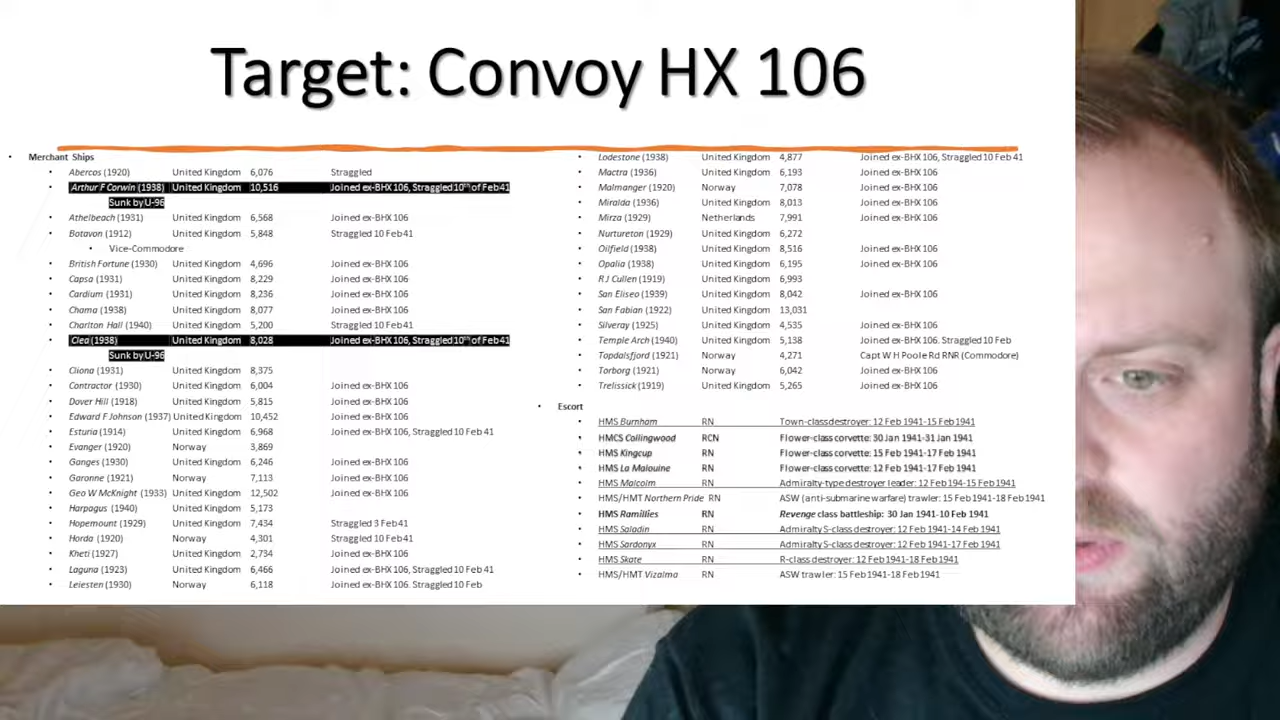 Target: Convoy HX 106
Merchant Ships
Abercos (1920) United Kingdom 6,076 Straggled
Arthur F Corwin (1938) United Kingdom 10,516 Joined ex-BHX 106, Straggled 10th of Feb 41
Sunk by U-96
Athelbeach (1931) United Kingdom 6,568 Joined ex-BHX 106
Botavon (1912) United Kingdom 5,848 Straggled 10 Feb 41
Vice-Commodore
British Fortune (1930) United Kingdom 4,696 Joined ex-BHX 106
Capsa (1931) United Kingdom 8,229 Joined ex-BHX 106
Cardium (1931) United Kingdom 8,236 Joined ex-BHX 106
Chama (1938) United Kingdom 8,077 Joined ex-BHX 106
Charlton Hall (1940) United Kingdom 5,200 Straggled 10 Feb 41
Clea (1938) United Kingdom 8,028 Joined ex-BHX 106, Straggled 10th of Feb 41
Sunk by U-96
Cliona (1931) United Kingdom 8,375
Contractor (1930) United Kingdom 6,004 Joined ex-BHX 106
Dover Hill (1918) United Kingdom 5,815 Joined ex-BHX 106
Edward F Johnson (1937) United Kingdom 10,452 Joined ex-BHX 106
Esturia (1914) United Kingdom 6,968 Joined ex-BHX 106, Straggled 10 Feb 41
Evanger (1920) Norway 3,869
Ganges (1930) United Kingdom 6,246 Joined ex-BHX 106
Garonne (1921) Norway 7,113 Joined ex-BHX 106
Geo W McKnight (1933) United Kingdom 12,502 Joined ex-BHX 106
Harpagus (1940) United Kingdom 5,173
Hopemount (1929) United Kingdom 7,434 Straggled 3 Feb 41
Horda (1920) Norway 4,301 Straggled 10 Feb 41
Kheti (1927) United Kingdom 2,734 Joined ex-BHX 106
Laguna (1923) United Kingdom 6,466 Joined ex-BHX 106, Straggled 10 Feb 41
Leiesten (1930) Norway 6,118 Joined ex-BHX 106. Straggled 10 Feb
Lodestone (1938) United Kingdom 4,877 Joined ex-BHX 106, Straggled 10 Feb 41
Mactra (1936) United Kingdom 6,193 Joined ex-BHX 106
Malmanger (1920) Norway 7,078 Joined ex-BHX 106
Miralda (1936) United Kingdom 8,013 Joined ex-BHX 106
Mirza (1929) Netherlands 7,991 Joined ex-BHX 106
Nurtureton (1929) United Kingdom 6,272
Oilfield (1938) United Kingdom 8,516 Joined ex-BHX 106
Opalia (1938) United Kingdom 6,195 Joined ex-BHX 106
R J Cullen (1919) United Kingdom 6,993
San Eliseo (1939) United Kingdom 8,042 Joined ex-BHX 106
San Fabian (1922) United Kingdom 13,031
Silveray (1925) United Kingdom 4,535 Joined ex-BHX 106
Temple Arch (1940) United Kingdom 5,138 Joined ex-BHX 106. Straggled 10 Feb
Topdalsfjord (1921) Norway 4,271 Capt W H Poole Rd RNR (Commodore)
Torborg (1921) Norway 6,042 Joined ex-BHX 106
Trelissick (1919) United Kingdom 5,265 Joined ex-BHX 106
Escort
HMS Burnham RN Town-class destroyer: 12 Feb 1941-15 Feb 1941
HMCS Collingwood RCN Flower-class corvette: 30 Jan 1941-31 Jan 1941
HMS Kingcup RN Flower-class corvette: 15 Feb 1941-17 Feb 1941
HMS La Malouine RN Flower-class corvette: 12 Feb 1941-17 Feb 1941
HMS Malcolm RN Admiralty-type destroyer leader: 12 Feb 194-15 Feb 1941
HMS/HMT Northern Pride RN ASW (anti-submarine warfare) trawler: 15 Feb 1941-18 Feb 1941
HMS Ramillies RN Revenge class battleship: 30 Jan 1941-10 Feb 1941
HMS Saladin RN Admiralty S-class destroyer: 12 Feb 1941-14 Feb 1941
HMS Sardonyx RN Admiralty S-class destroyer: 12 Feb 1941-17 Feb 1941
HMS Skate RN R-class destroyer: 12 Feb 1941-18 Feb 1941
HMS/HMT Vizalma RN ASW trawler: 15 Feb 1941-18 Feb 1941